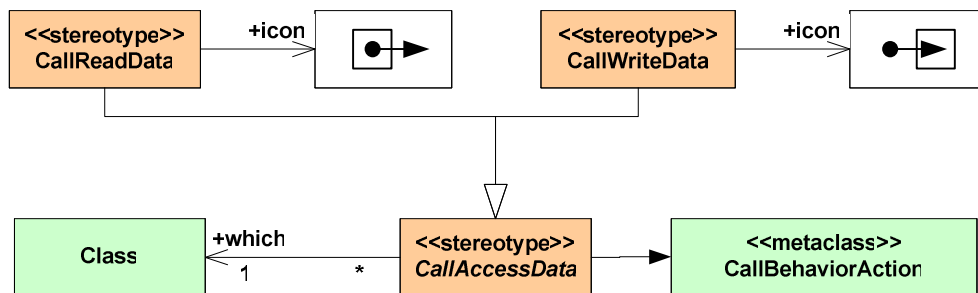 <<stereotype>>
CallReadData
+icon
<<stereotype>>
CallWriteData
+icon
Class
+which
1
*
<<stereotype>>
CallAccessData
<<metaclass>>
CallBehaviorAction